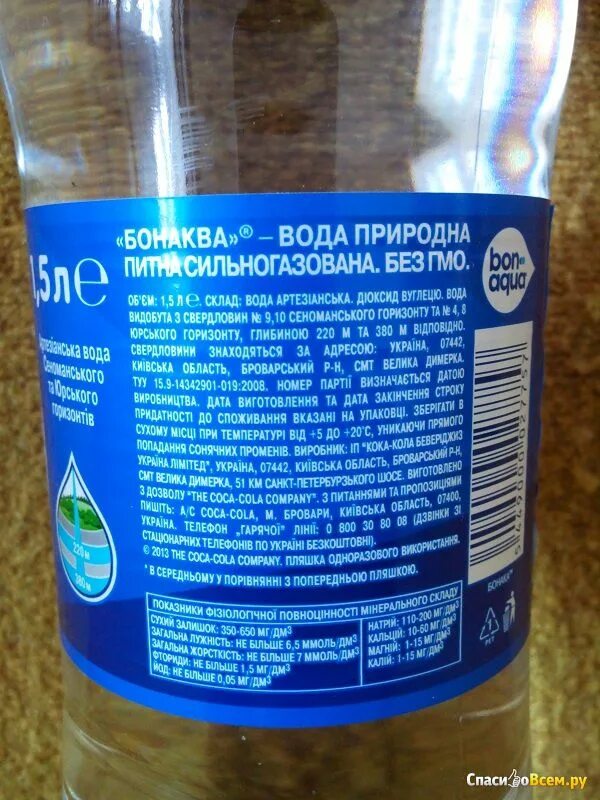 «БОНАКВА»® – ВОДА ПРИРОДНА
ПИТНА СИЛЬНОГАЗОВАНА. БЕЗ ГМО.
bon
aqua
1,5 л е
Артезіанська вода
Сеноманського
та Юрського
горизонтів
220 м
380 м
ОБ'ЄМ: 1,5 Л е. СКЛАД: ВОДА АРТЕЗІАНСЬКА. ДІОКСИД ВУГЛЕЦЮ. ВОДА
ВИДОБУТА З СВЕРДЛОВИН № 9,10 СЕНОМАНСЬКОГО ГОРИЗОНТУ ТА № 4, 8
ЮРСЬКОГО ГОРИЗОНТУ, ГЛИБИНОЮ 220 М ТА 380 М ВІДПОВІДНО.
СВЕРДЛОВИНИ ЗНАХОДЯТЬСЯ ЗА АДРЕСОЮ: УКРАЇНА, 07442,
КИЇВСЬКА ОБЛАСТЬ, БРОВАРСЬКИЙ Р-Н, СМТ ВЕЛИКА ДИМЕРКА.
ТУУ 15.9-14342901-019:2008. НОМЕР ПАРТІЇ ВИЗНАЧАЄТЬСЯ ДАТОЮ
ВИРОБНИЦТВА. ДАТА ВИГОТОВЛЕННЯ ТА ДАТА ЗАКІНЧЕННЯ СТРОКУ
ПРИДАТНОСТІ ДО СПОЖИВАННЯ ВКАЗАНІ НА УПАКОВЦІ. ЗБЕРІГАТИ В
СУХОМУ МІСЦІ ПРИ ТЕМПЕРАТУРІ ВІД +5 ДО +20°С, УНИКАЮЧИ ПРЯМОГО
ПОПАДАННЯ СОНЯЧНИХ ПРОМЕНІВ. ВИРОБНИК: ІП "КОКА-КОЛА БЕВЕРІДЖИЗ
УКРАЇНА ЛІМІТЕД", УКРАЇНА, 07442, КИЇВСЬКА ОБЛАСТЬ, БРОВАРСЬКИЙ Р-Н,
СМТ ВЕЛИКА ДИМЕРКА, 51 КМ САНКТ-ПЕТЕРБУРЗЬКОГО ШОСЕ. ВИГОТОВЛЕНО
З ДОЗВОЛУ "THE COCA-COLA COMPANY". З ПИТАННЯМИ ТА ПРОПОЗИЦІЯМИ
ПИШІТЬ: А/С COCA-COLA, М. БРОВАРИ, КИЇВСЬКА ОБЛАСТЬ, 07400,
УКРАЇНА. ТЕЛЕФОН „ГАРЯЧОЇ" ЛІНІЇ: 0 800 30 80 08 (ДЗВІНКИ ЗІ
СТАЦІОНАРНИХ ТЕЛЕФОНІВ ПО УКРАЇНІ БЕЗКОШТОВНІ).
© 2013 THE COCA-COLA COMPANY. ПЛЯШКА ОДНОРАЗОВОГО ВИКОРИСТАННЯ.
* В СЕРЕДНЬОМУ У ПОРІВНЯННІ З ПОПЕРЕДНЬОЮ ПЛЯШКОЮ.
ПОКАЗНИКИ ФІЗІОЛОГІЧНОЇ ПОВНОЦІННОСТІ МІНЕРАЛЬНОГО СКЛАДУ
СУХИЙ ЗАЛИШОК: 350-650 МГ/ДМ³
ЗАГАЛЬНА ЛУЖНІСТЬ: НЕ БІЛЬШЕ 6,5 ММОЛЬ/ДМ³
ЗАГАЛЬНА ЖОРСТКІСТЬ: НЕ БІЛЬШЕ 7 ММОЛЬ/ДМ³
ФТОРИДИ: НЕ БІЛЬШЕ 1,5 МГ/ДМ³
ЙОД: НЕ БІЛЬШЕ 0,05 МГ/ДМ³
НАТРІЙ: 110-200 МГ/ДМ³
КАЛЬЦІЙ: 10-60 МГ/ДМ³
МАГНІЙ: 1-15 МГ/ДМ³
КАЛІЙ: 1-15 МГ/ДМ³
БОНАКВА
1
PET
СпасибоВсем.ру